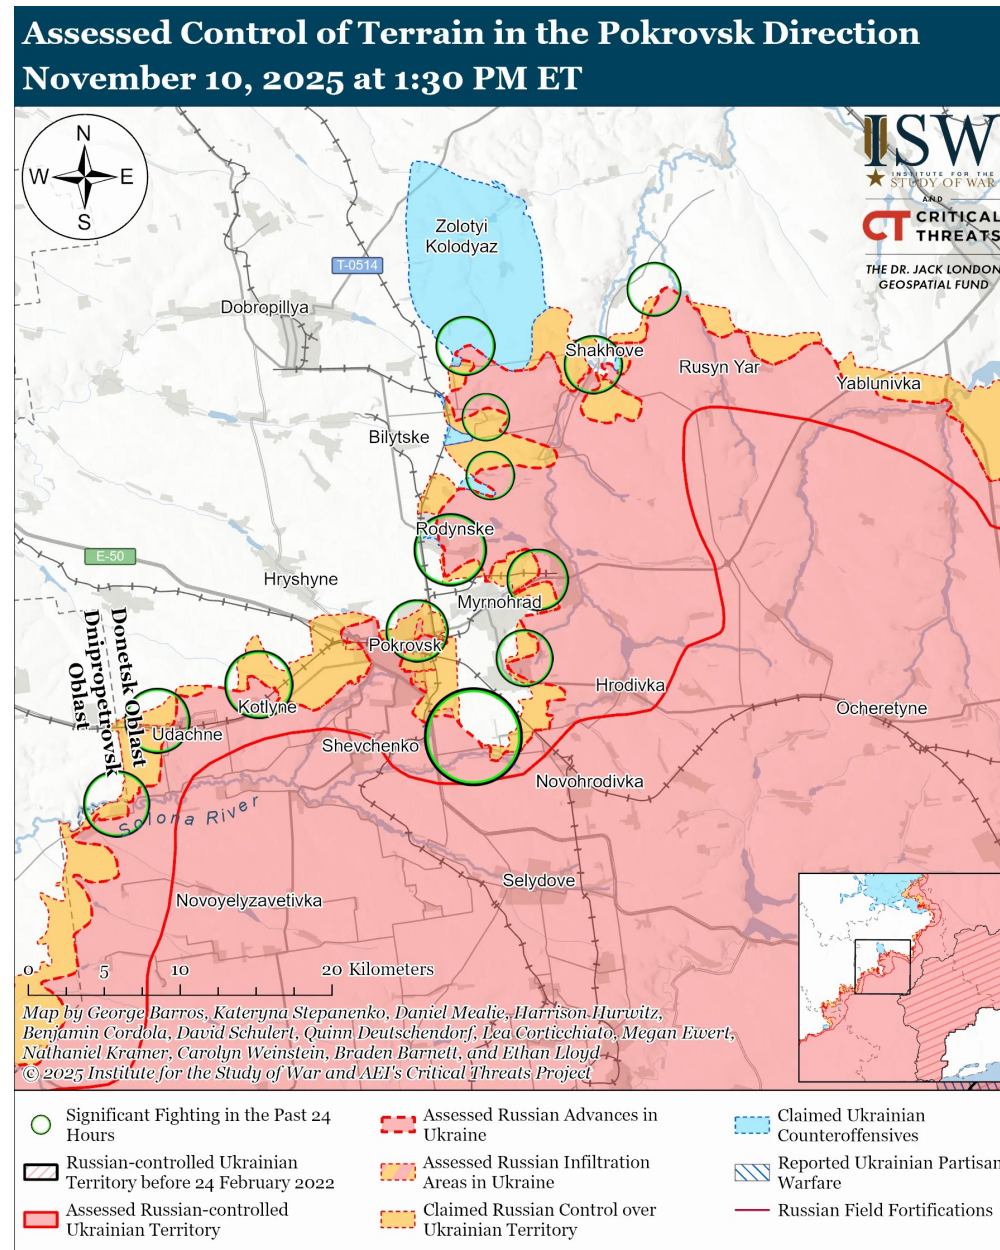 Assessed Control of Terrain in the Pokrovsk Direction
November 10, 2025 at 1:30 PM ET
N
W E
S
ISW
INSTITUTE FOR THE
STUDY OF WAR
AND
CT CRITICAL
THREATS
THE DR. JACK LONDON
GEOSPATIAL FUND
Zolotyi
Kolodyaz
T-0514
Dobropillya
Shakhove
Rusyn Yar
Yablunivka
Bilytske
Rodynske
E-50
Hryshyne
Myrnohrad
Pokrovsk
Donetsk Oblast
Dnipropetrovsk
Oblast
Hrodivka
Kotlyne
Ocheretyne
Udachne
Shevchenko
Novohrodivka
Solona River
Selydove
Novoyelyzavetivka
0 5 10 20 Kilometers
Map by George Barros, Kateryna Stepanenko, Daniel Mealie, Harrison Hurwitz,
Benjamin Cordola, David Schulert, Quinn Deutschendorf, Lea Corticchiato, Megan Ewert,
Nathaniel Kramer, Carolyn Weinstein, Braden Barnett, and Ethan Lloyd
© 2025 Institute for the Study of War and AEI's Critical Threats Project
Significant Fighting in the Past 24
Hours
Russian-controlled Ukrainian
Territory before 24 February 2022
Assessed Russian-controlled
Ukrainian Territory
Assessed Russian Advances in
Ukraine
Assessed Russian Infiltration
Areas in Ukraine
Claimed Russian Control over
Ukrainian Territory
Claimed Ukrainian
Counteroffensives
Reported Ukrainian Partisan
Warfare
Russian Field Fortifications